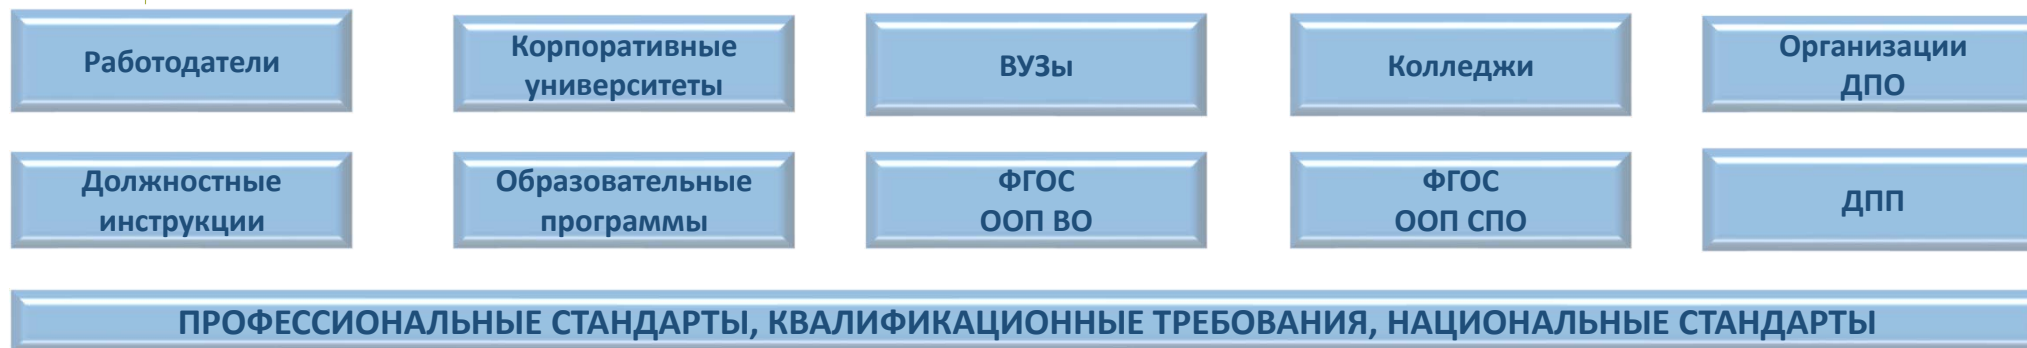 Работодатели
Корпоративные
университеты
ВУЗы
Колледжи
Организации
ДПО
Должностные
инструкции
Образовательные
программы
ФГОС
ООП ВО
ФГОС
ООП СПО
ДПП
ПРОФЕССИОНАЛЬНЫЕ СТАНДАРТЫ, КВАЛИФИКАЦИОННЫЕ ТРЕБОВАНИЯ, НАЦИОНАЛЬНЫЕ СТАНДАРТЫ